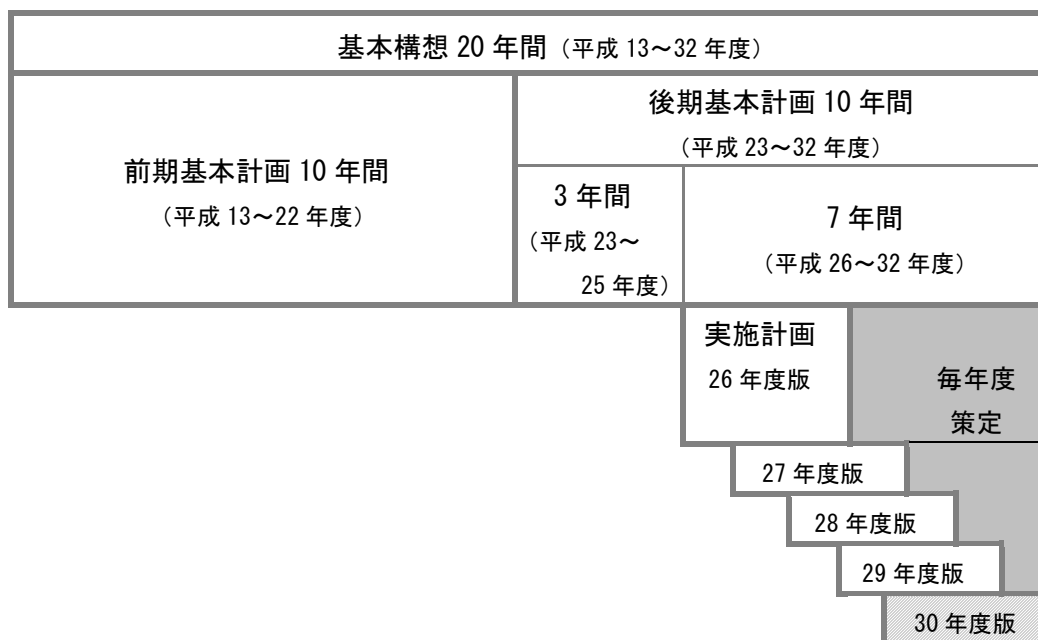 基本構想 20 年間（平成 13～32 年度）
前期基本計画 10 年間
（平成 13～22 年度）
後期基本計画 10 年間
（平成 23～32 年度）
3 年間
（平成 23～
25 年度）
7 年間
（平成 26～32 年度）
実施計画
26 年度版
毎年度
策定
27 年度版
28 年度版
29 年度版
30 年度版